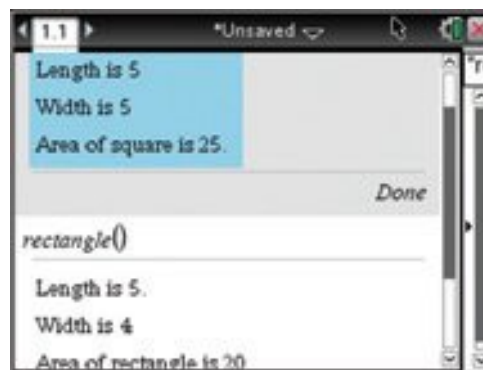 1.1 *Unsaved
Length is 5
Width is 5
Area of square is 25.
Done
rectangle()
Length is 5.
Width is 4
Area of rectangle is 20